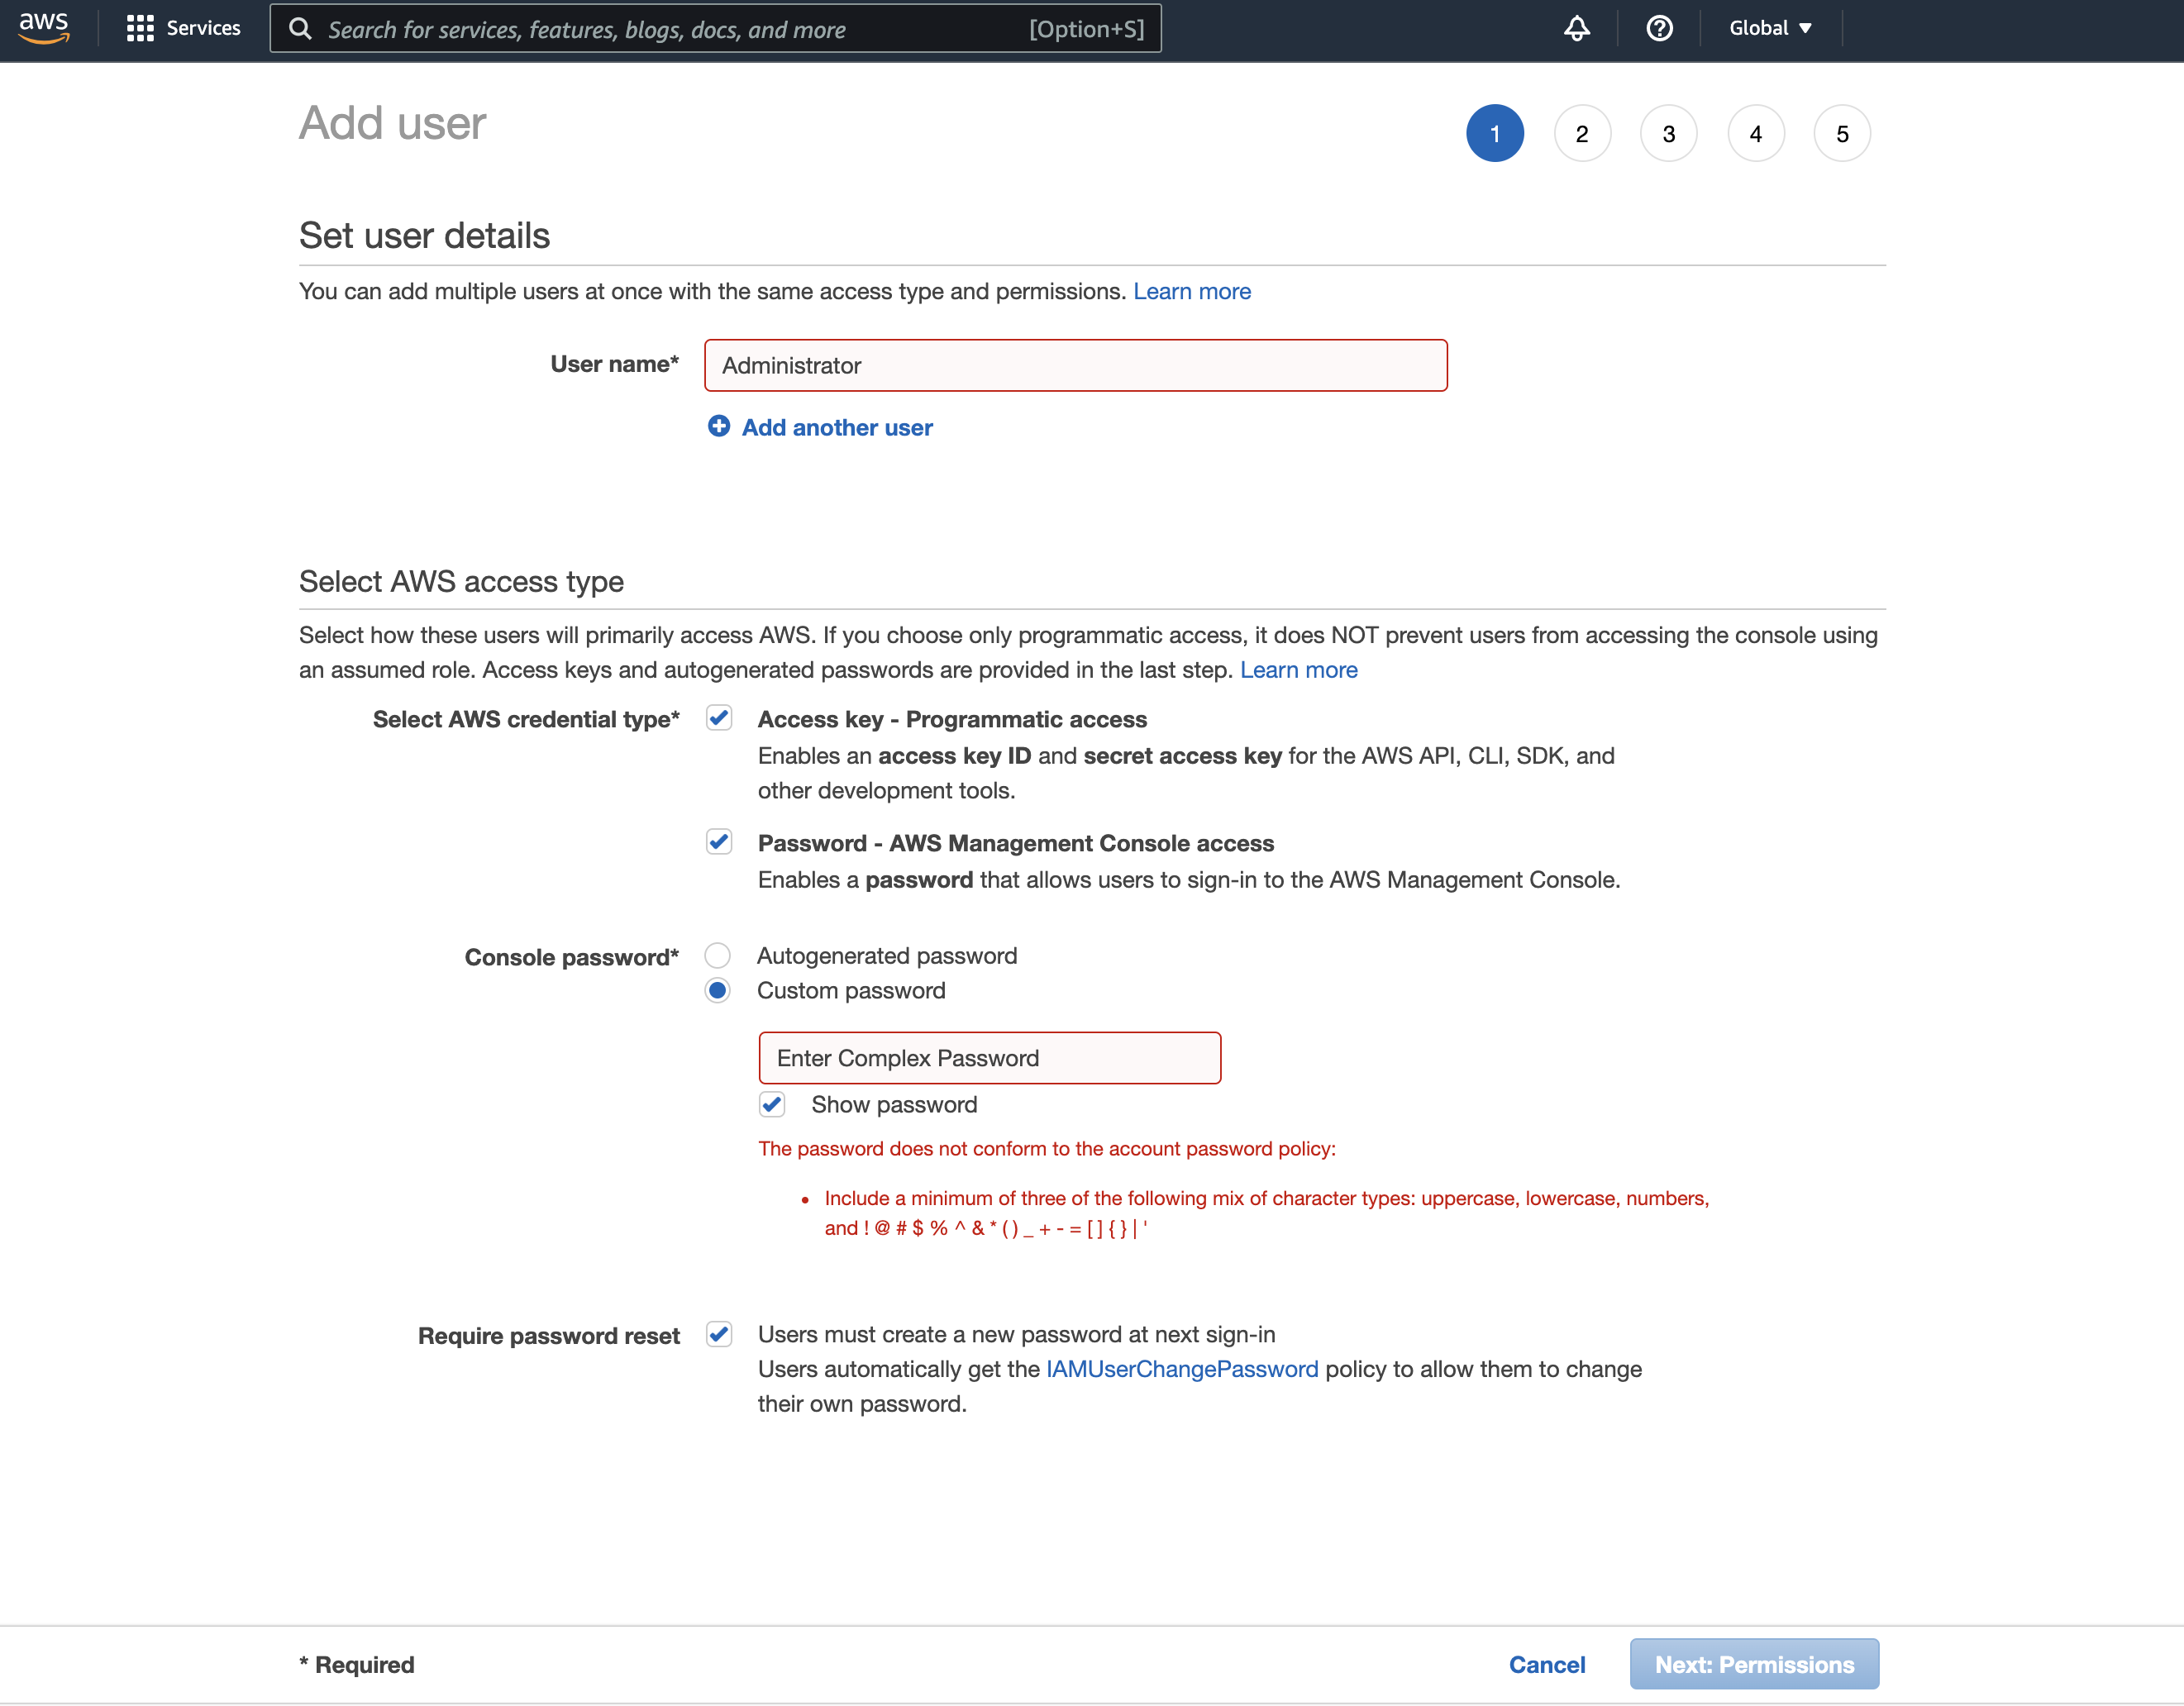 aws
Services
Search for services, features, blogs, docs, and more
[Option+S]
Global ▼
Add user
1
2
3
4
5
Set user details
You can add multiple users at once with the same access type and permissions. Learn more
User name*
Administrator
Add another user
Select AWS access type
Select how these users will primarily access AWS. If you choose only programmatic access, it does NOT prevent users from accessing the console using
an assumed role. Access keys and autogenerated passwords are provided in the last step. Learn more
Select AWS credential type*
Access key - Programmatic access
Enables an access key ID and secret access key for the AWS API, CLI, SDK, and
other development tools.
Password - AWS Management Console access
Enables a password that allows users to sign-in to the AWS Management Console.
Console password*
Autogenerated password
Custom password
Enter Complex Password
Show password
The password does not conform to the account password policy:
• Include a minimum of three of the following mix of character types: uppercase, lowercase, numbers,
and ! @ # $ % ^ & * ( ) _ + - = [ ] { } | '
Require password reset
Users must create a new password at next sign-in
Users automatically get the IAMUserChangePassword policy to allow them to change
their own password.
* Required
Cancel
Next: Permissions